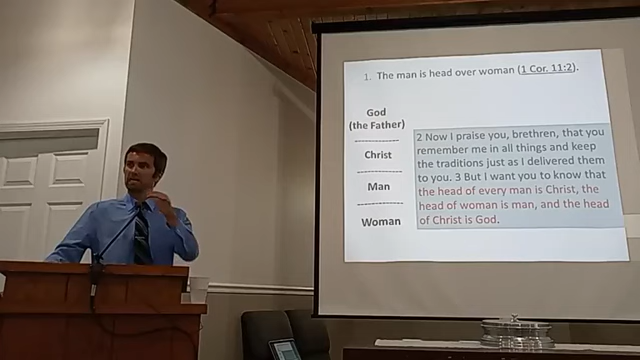 1. The man is head over woman (1 Cor. 11:2).
God
(the Father)
Christ
Man
Woman
2 Now I praise you, brethren, that you
remember me in all things and keep
the traditions just as I delivered them
to you. 3 But I want you to know that
the head of every man is Christ, the
head of woman is man, and the head
of Christ is God.